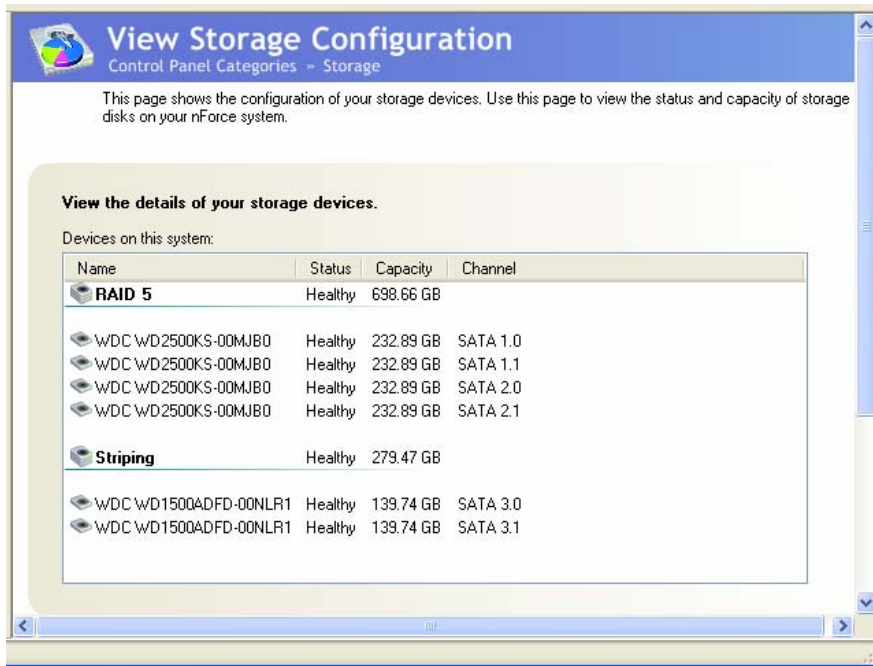 View Storage Configuration
Control Panel Categories » Storage
This page shows the configuration of your storage devices. Use this page to view the status and capacity of storage
disks on your nForce system.
View the details of your storage devices.
Devices on this system:
Name Status Capacity Channel
RAID 5 Healthy 698.66 GB
WDC WD2500KS-00MJB0 Healthy 232.89 GB SATA 1.0
WDC WD2500KS-00MJB0 Healthy 232.89 GB SATA 1.1
WDC WD2500KS-00MJB0 Healthy 232.89 GB SATA 2.0
WDC WD2500KS-00MJB0 Healthy 232.89 GB SATA 2.1
Striping Healthy 279.47 GB
WDC WD1500ADFD-00NLR1 Healthy 139.74 GB SATA 3.0
WDC WD1500ADFD-00NLR1 Healthy 139.74 GB SATA 3.1